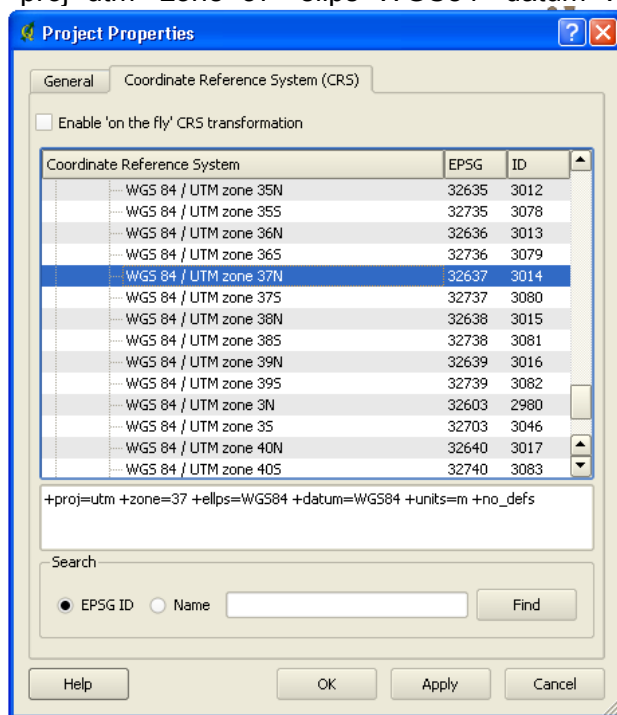 Project Properties
General Coordinate Reference System (CRS)
Enable 'on the fly' CRS transformation
Coordinate Reference System EPSG ID
WGS 84 / UTM zone 35N 32635 3012
WGS 84 / UTM zone 35S 32735 3078
WGS 84 / UTM zone 36N 32636 3013
WGS 84 / UTM zone 36S 32736 3079
WGS 84 / UTM zone 37N 32637 3014
WGS 84 / UTM zone 37S 32737 3080
WGS 84 / UTM zone 38N 32638 3015
WGS 84 / UTM zone 38S 32738 3081
WGS 84 / UTM zone 39N 32639 3016
WGS 84 / UTM zone 39S 32739 3082
WGS 84 / UTM zone 3N 32603 2980
WGS 84 / UTM zone 3S 32703 3046
WGS 84 / UTM zone 40N 32640 3017
WGS 84 / UTM zone 40S 32740 3083
+proj=utm +zone=37 +ellps=WGS84 +datum=WGS84 +units=m +no_defs
Search
EPSG ID Name Find
Help OK Apply Cancel